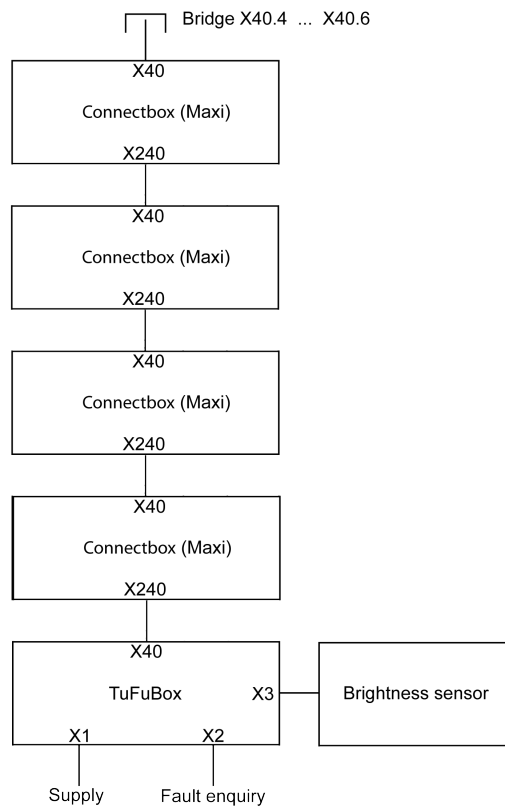 Bridge X40.4 ... X40.6
X40
Connectbox (Maxi)
X240
X40
Connectbox (Maxi)
X240
X40
Connectbox (Maxi)
X240
X40
Connectbox (Maxi)
X240
X40
TuFuBox
X3
Brightness sensor
X1
X2
Supply
Fault enquiry